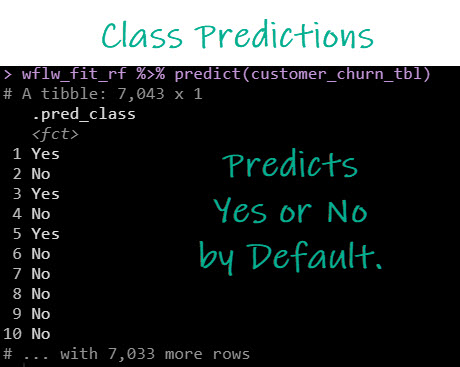 Class Predictions
> wflw_fit_rf %>% predict(customer_churn_tbl)
# A tibble: 7,043 x 1
.pred_class
<fct>
1 Yes
2 No
3 Yes
4 No
5 Yes
6 No
7 No
8 No
9 No
10 No
# ... with 7,033 more rows
Predicts
Yes or No
by Default.